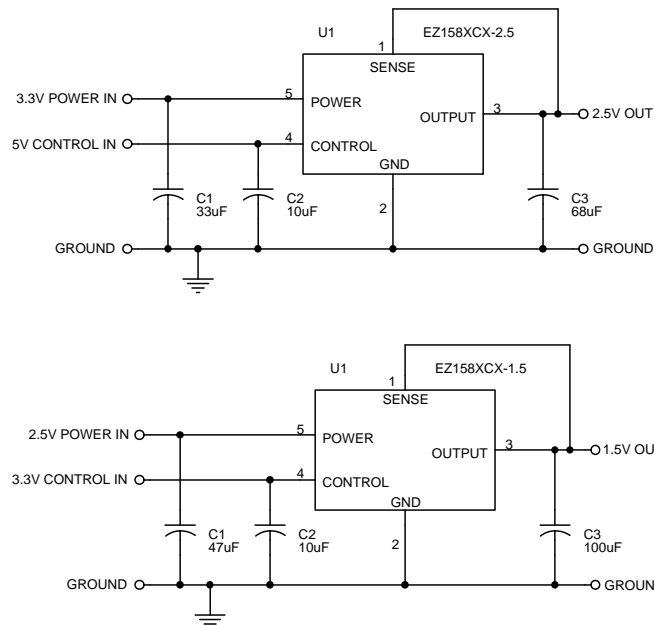 U1 EZ158XCX-2.5
1
SENSE
3.3V POWER IN 5 POWER
OUTPUT 3 2.5V OUT
5V CONTROL IN 4 CONTROL
GND
2
C1 C2 C3
33uF 10uF 68uF
GROUND GROUND
U1 EZ158XCX-1.5
1
SENSE
2.5V POWER IN 5 POWER
OUTPUT 3 1.5V OU
3.3V CONTROL IN 4 CONTROL
GND
2
C1 C2 C3
47uF 10uF 100uF
GROUND GROUN